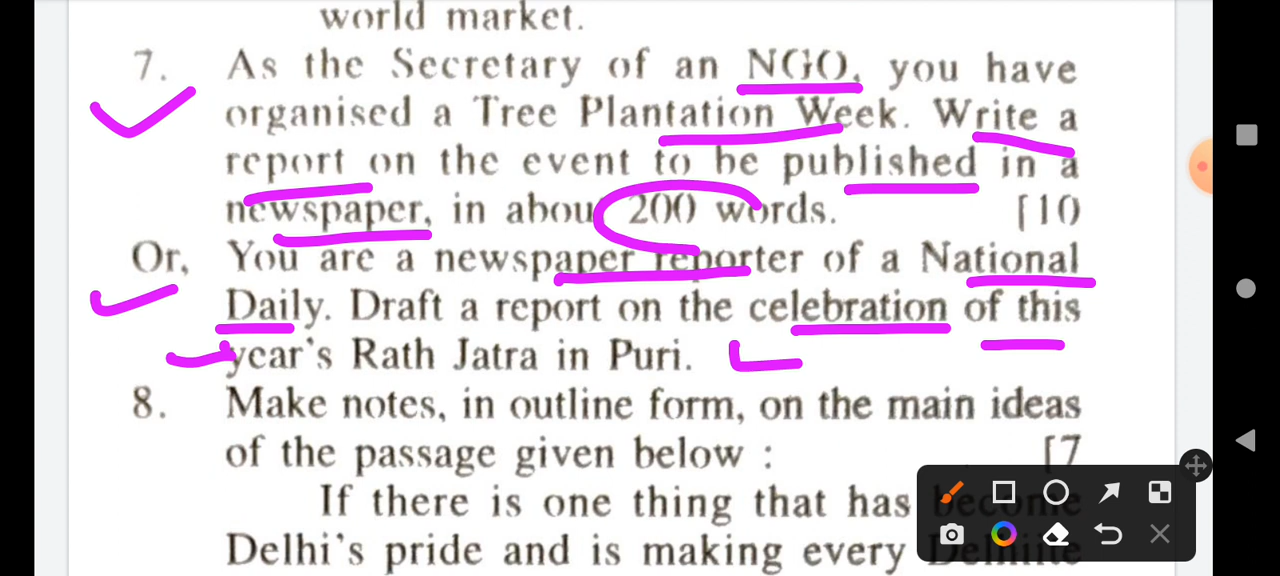 world market.
7. As the Secretary of an NGO, you have
organised a Tree Plantation Week. Write a
report on the event to be published in a
newspaper, in about 200 words. [10
Or, You are a newspaper reporter of a National
Daily. Draft a report on the celebration of this
year's Rath Jatra in Puri.
8. Make notes, in outline form, on the main ideas
of the passage given below : [7
If there is one thing that has become
Delhi's pride and is making every Delhiite